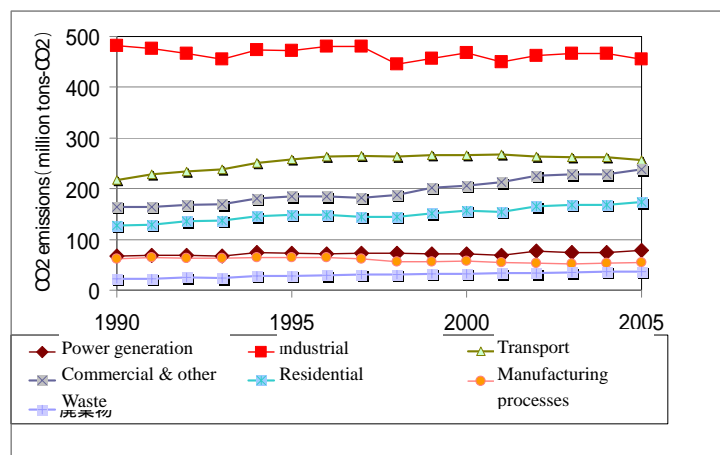 CO2 emissions(million tons-CO2)
500
400
300
200
100
0
1990
1995
2000
2005
Power generation
Industrial
Transport
Commercial & other
Residential
Manufacturing
processes
Waste
廃棄物